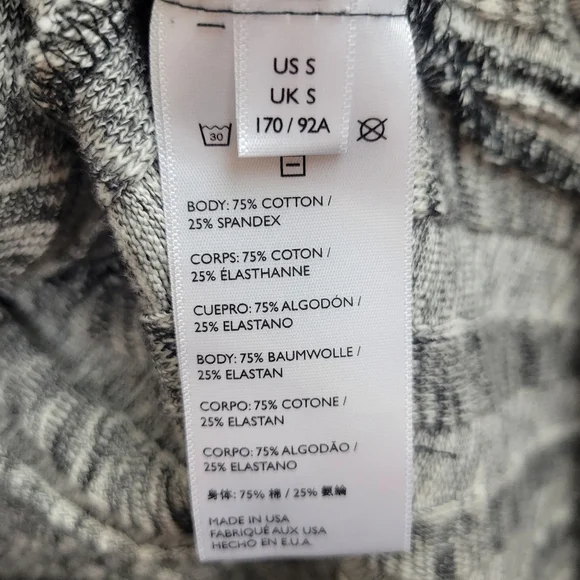 US S
UK S
170 / 92A
30
BODY: 75% COTTON /
25% SPANDEX
CORPS: 75% COTON /
25% ÉLASTHANNE
CUEPRO: 75% ALGODÓN /
25% ELASTANO
BODY: 75% BAUMWOLLE /
25% ELASTAN
CORPO: 75% COTONE /
25% ELASTAN
CORPO: 75% ALGODÃO /
25% ELASTANO
身体: 75% 棉 / 25% 氨綸
MADE IN USA
FABRIQUÉ AUX USA
HECHO EN E.U.A.